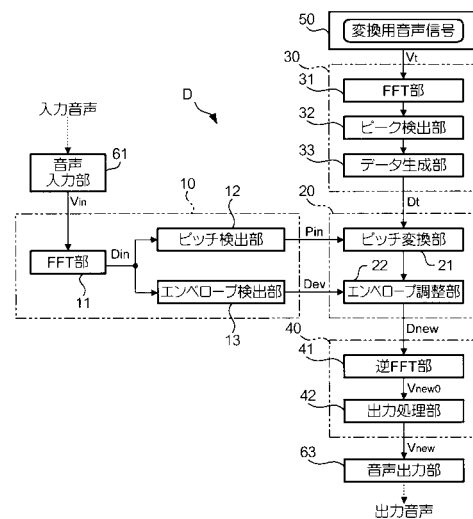 50
変換用音声信号
Vt
30
31
FFT部
32
ピーク検出部
33
データ生成部
Dt
D
入力音声
61
音声
入力部
Vin
10
12
ピッチ検出部
Pin
FFT部
Din
11
エンベロープ検出部
Dev
13
20
ピッチ変換部
22
21
エンベロープ調整部
Dnew
40
41
逆FFT部
Vnew0
42
出力処理部
Vnew
63
音声出力部
出力音声